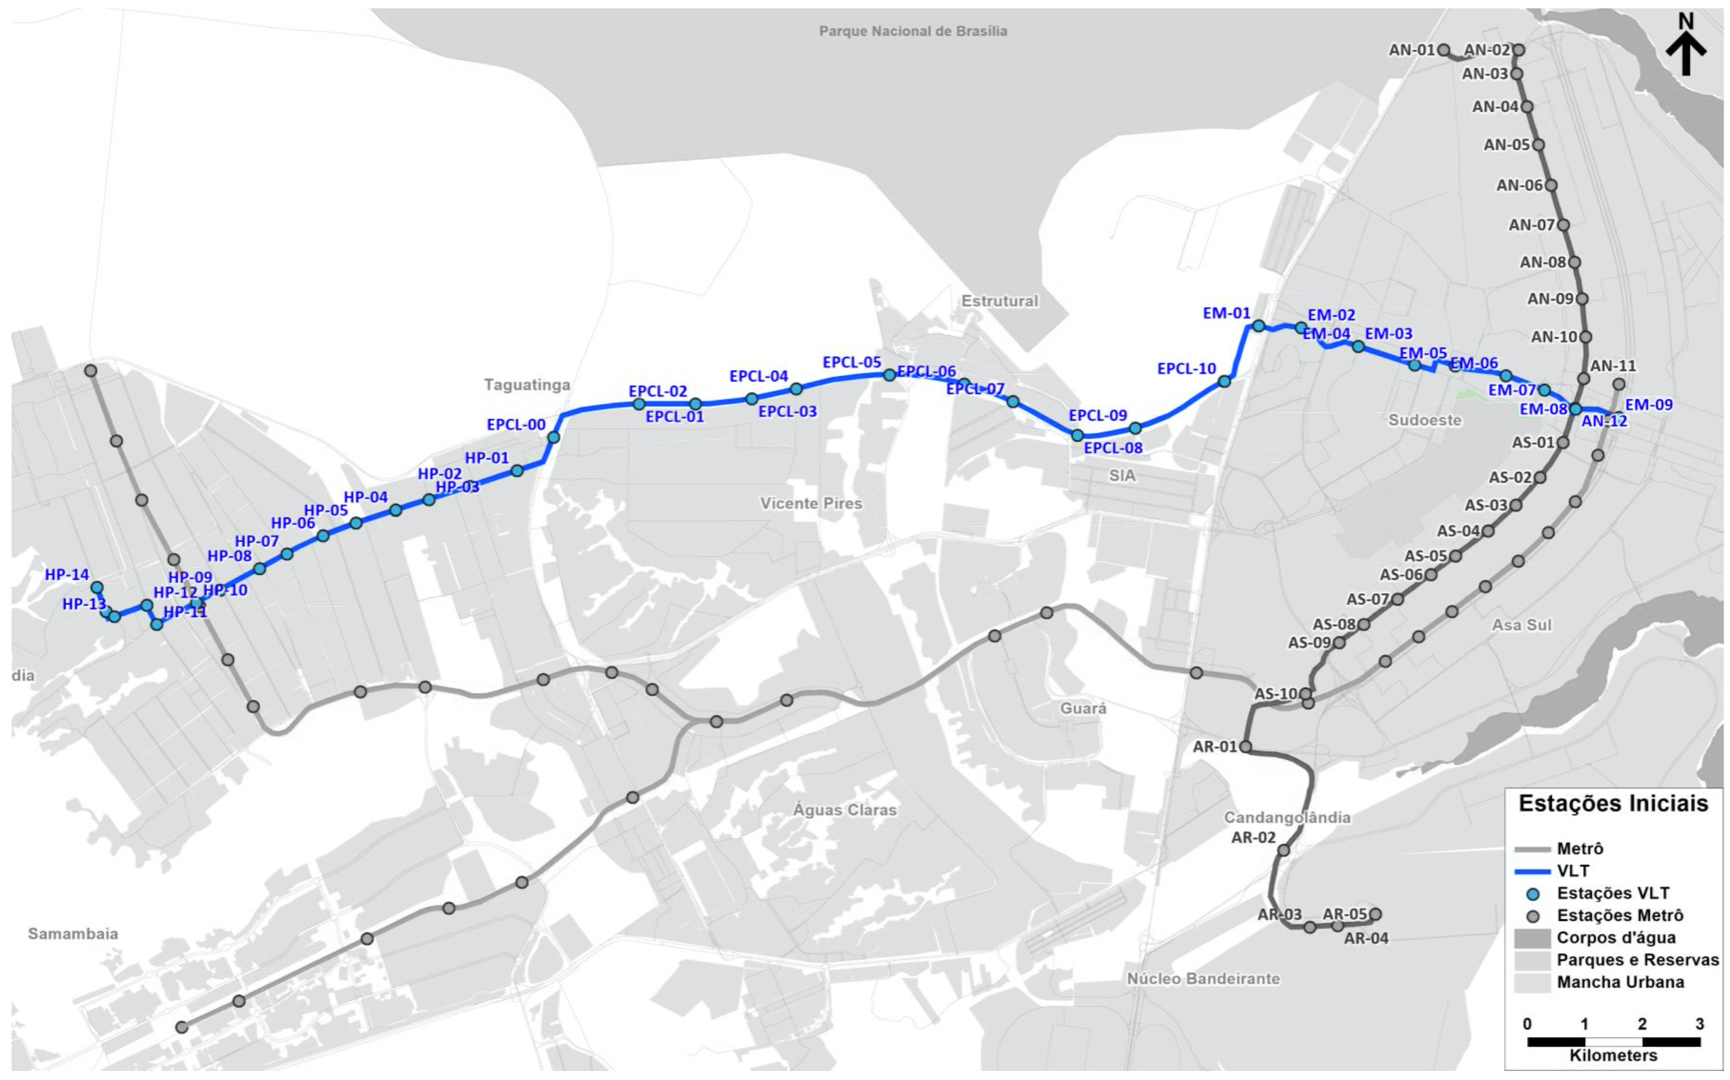 Parque Nacional de Brasília
N
AN-01
AN-02
AN-03
AN-04
AN-05
AN-06
AN-07
AN-08
AN-09
AN-10
AN-11
AN-12
Estrutural
EM-01
EM-02
EM-04
EM-03
EM-05
EM-06
EM-07
EM-08
EM-09
Taguatinga
EPCL-00
EPCL-02
EPCL-01
EPCL-04
EPCL-03
EPCL-05
EPCL-06
EPCL-07
EPCL-09
EPCL-08
EPCL-10
Sudoeste
SIA
Vicente Pires
HP-01
HP-02
HP-03
HP-04
HP-05
HP-06
HP-07
HP-08
HP-09
HP-10
HP-12
HP-11
HP-14
HP-13
dia
AS-01
AS-02
AS-03
AS-04
AS-05
AS-06
AS-07
AS-08
AS-09
AS-10
Asa Sul
Guará
AR-01
Águas Claras
Candangolândia
AR-02
AR-03
AR-05
AR-04
Samambaia
Núcleo Bandeirante
Estações Iniciais
Metrô
VLT
Estações VLT
Estações Metrô
Corpos d'água
Parques e Reservas
Mancha Urbana
0 1 2 3
Kilometers